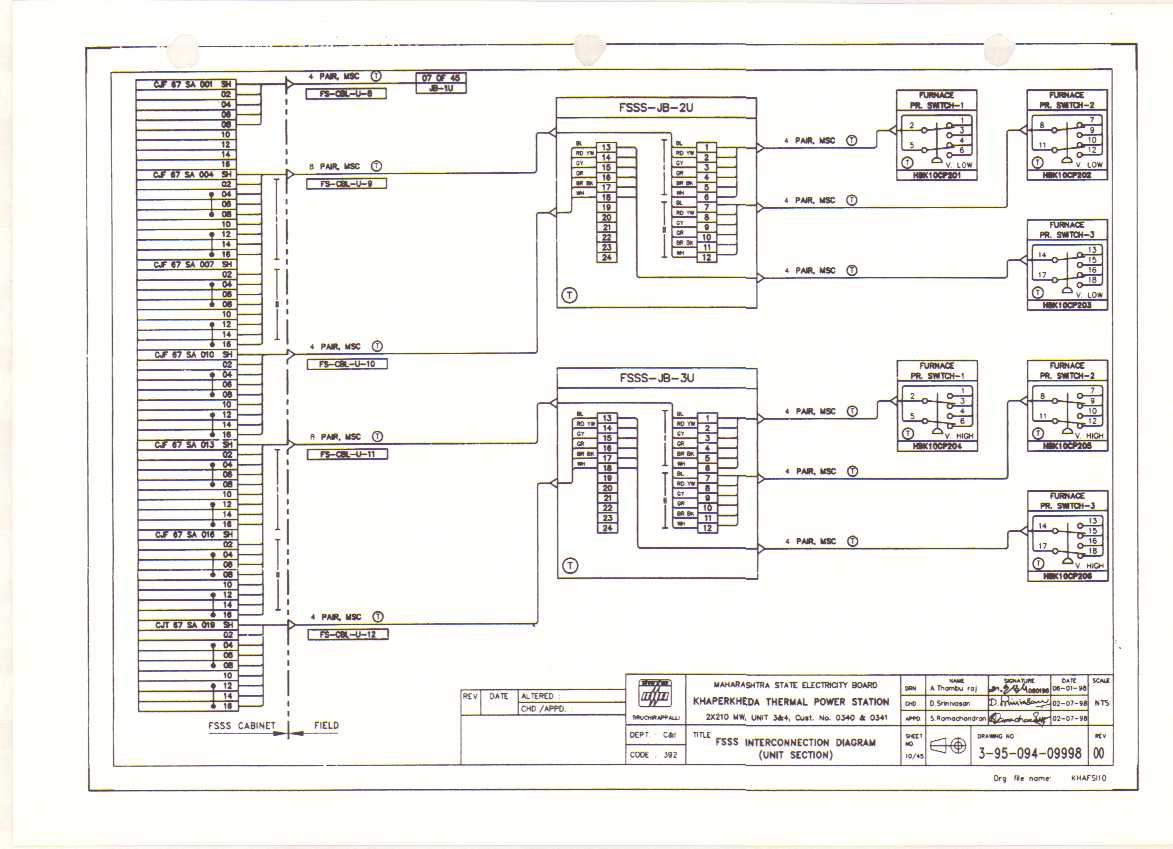 CJF 67 SA 001 SH
02
04
06
08
10
12
14
16
CJF 67 SA 004 SH
02
04
06
08
10
12
14
16
CJF 67 SA 007 SH
02
04
06
08
10
12
14
16
CJF 67 SA 010 SH
02
04
06
08
10
12
14
16
CJF 67 SA 013 SH
02
04
06
08
10
12
14
16
CJF 67 SA 016 SH
02
04
06
08
10
12
14
16
CJT 67 SA 019 SH
02
04
06
08
10
12
14
16
FSSS CABINET
FIELD
4 PAIR, MSC T
FS-CBL-U-8
07 OF 45
JB-1U
8 PAIR, MSC T
FS-CBL-U-9
4 PAIR, MSC T
FS-CBL-U-10
8 PAIR, MSC T
FS-CBL-U-11
4 PAIR, MSC T
FS-CBL-U-12
FSSS-JB-2U
BL
RD YW
GY
GR
BR BK
WH
13
14
15
16
17
18
19
20
21
22
23
24
BL
RD YW
GY
GR
BR BK
WH
BL
RD YW
GY
GR
BR BK
WH
1
2
3
4
5
6
7
8
9
10
11
12
T
4 PAIR, MSC T
4 PAIR, MSC T
4 PAIR, MSC T
FURNACE
PR. SWITCH-1
2 1
3
5 4
6
T V. LOW
HBK10CP201
FURNACE
PR. SWITCH-2
8 7
9
11 10
12
T V. LOW
HBK10CP202
FURNACE
PR. SWITCH-3
14 13
15
17 16
18
T V. LOW
HBK10CP203
FSSS-JB-3U
BL
RD YW
GY
GR
BR BK
WH
13
14
15
16
17
18
19
20
21
22
23
24
BL
RD YW
GY
GR
BR BK
WH
BL
RD YW
GY
GR
BR BK
WH
1
2
3
4
5
6
7
8
9
10
11
12
T
4 PAIR, MSC T
4 PAIR, MSC T
4 PAIR, MSC T
FURNACE
PR. SWITCH-1
2 1
3
5 4
6
T V. HIGH
HBK10CP204
FURNACE
PR. SWITCH-2
8 7
9
11 10
12
T V. HIGH
HBK10CP205
FURNACE
PR. SWITCH-3
14 13
15
17 16
18
T V. HIGH
HBK10CP206
REV DATE ALTERED :
CHD /APPD.
TIRUCHIRAPPALLI
DEPT. : C&I
CODE : 392
MAHARASHTRA STATE ELECTRICITY BOARD
KHAPERKHEDA THERMAL POWER STATION
2X210 MW, UNIT 3&4, Cust. No. 0340 & 0341
TITLE
FSSS INTERCONNECTION DIAGRAM
(UNIT SECTION)
NAME SIGNATURE DATE SCALE
DRN A.Thambu raj 06-01-98
CHD D.Srinivasan D. Srinivasan 02-07-98 NTS
APPD S.Ramachandran 02-07-98
SHEET NO
10/45
DRAWING NO
3-95-094-09998
REV
00
Drg file name: KHAFS110